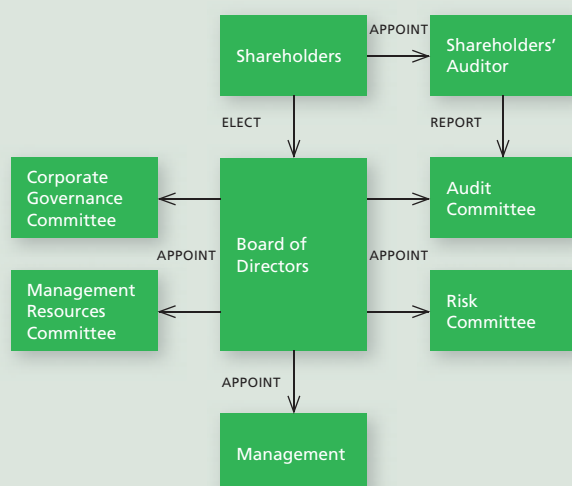 APPOINT
Shareholders
Shareholders’
Auditor
ELECT
REPORT
Corporate
Governance
Committee
Audit
Committee
Board of
Directors
APPOINT
APPOINT
Management
Resources
Committee
Risk
Committee
APPOINT
Management